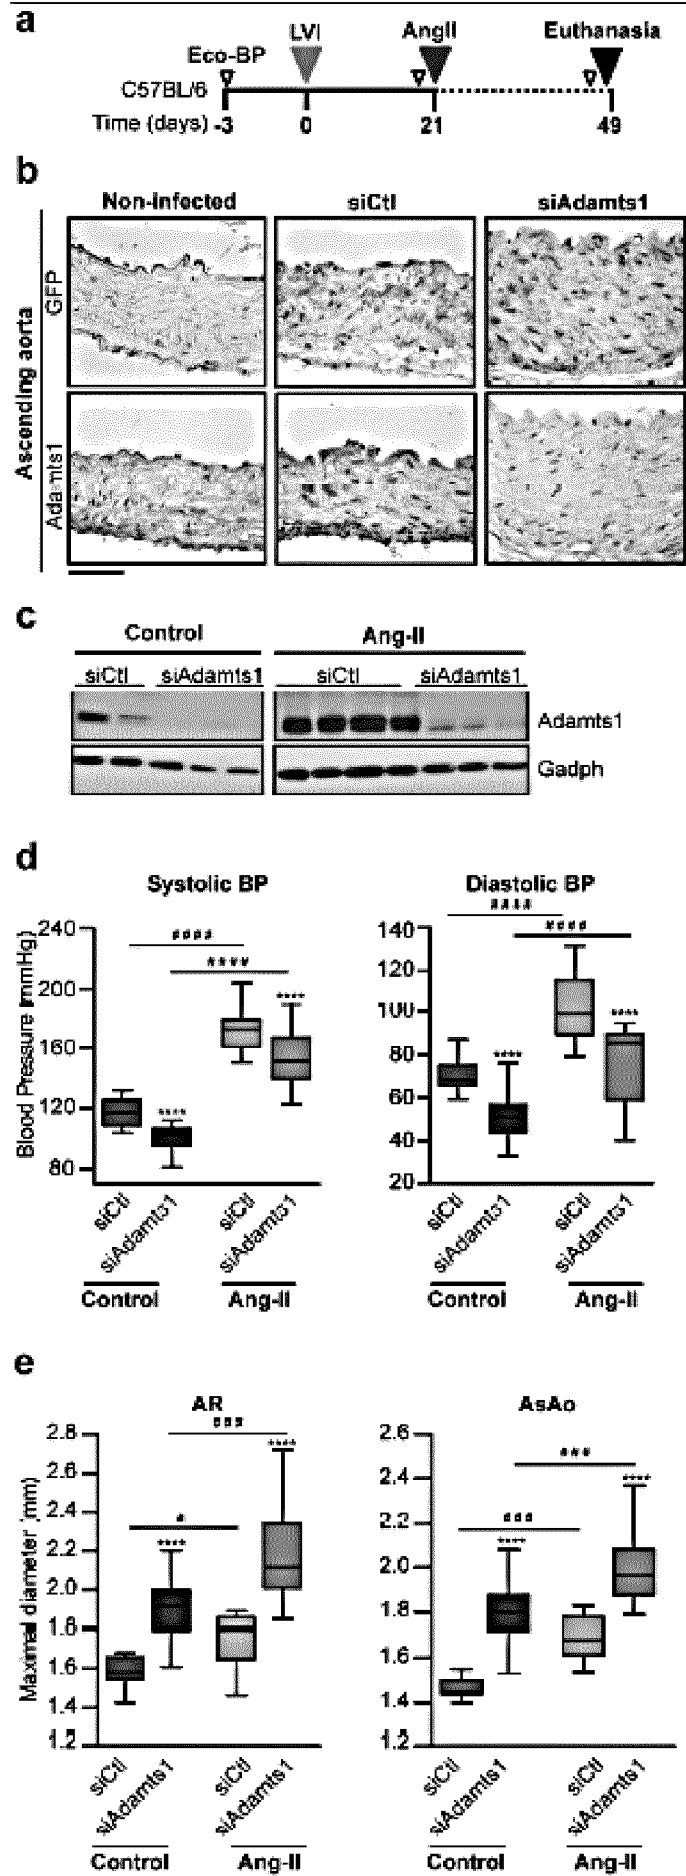 a
LVI AngII Euthanasia
Eco-BP
C57BL/6
Time (days) -3 0 21 49
b
Non-infected siCtl siAdamts1
Ascending aorta
GFP
Adamts1
c
Control Ang-II
siCtl siAdamts1 siCtl siAdamts1
Adamts1
Gadph
d
Systolic BP Diastolic BP
Blood Pressure (mmHg)
240
200
160
120
80
####
####
****
****
140
120
100
80
60
40
20
####
####
****
****
siCtl siAdamts1 siCtl siAdamts1 siCtl siAdamts1 siCtl siAdamts1
Control Ang-II Control Ang-II
e
AR AsAo
Maximal diameter (mm)
2.8
2.6
2.4
2.2
2.0
1.8
1.6
1.4
1.2
###
****
#
****
2.6
2.4
2.2
2.0
1.8
1.6
1.4
1.2
###
****
###
****
siCtl siAdamts1 siCtl siAdamts1 siCtl siAdamts1 siCtl siAdamts1
Control Ang-II Control Ang-II